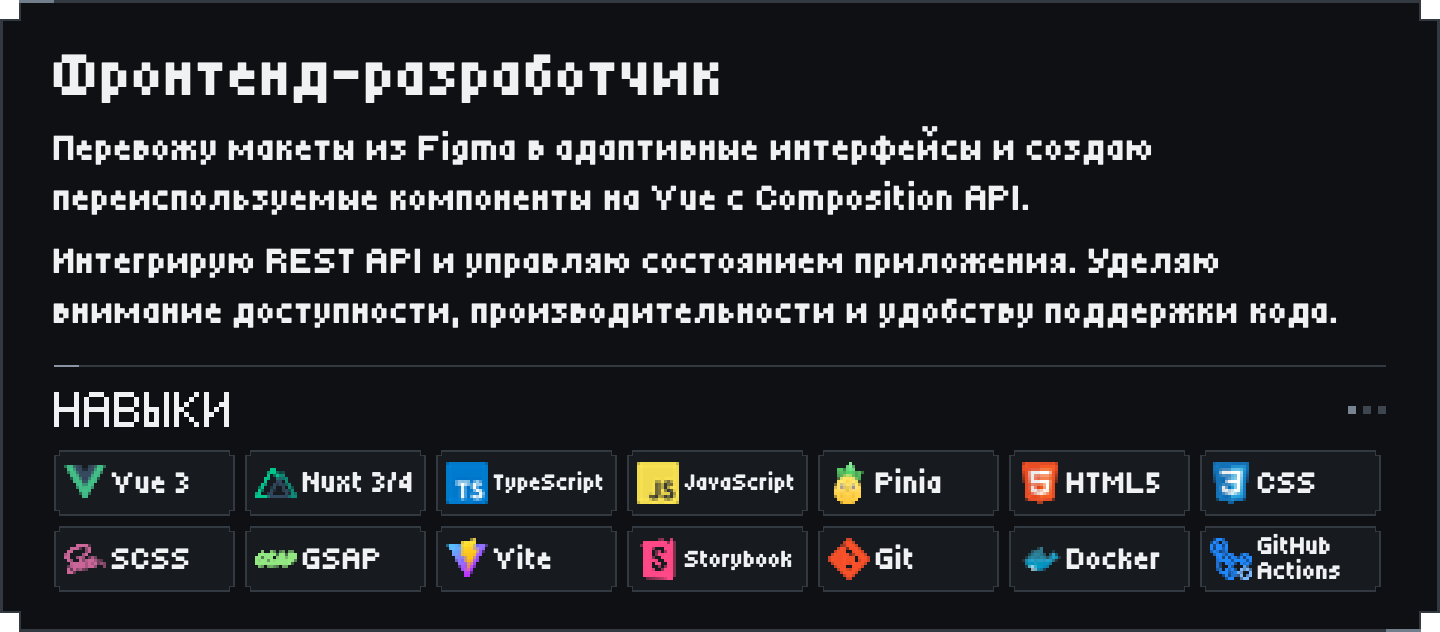 Фронтенд-разработчик
Перевожу макеты из Figma в адаптивные интерфейсы и создаю
переиспользуемые компоненты на Vue с Composition API.
Интегрирую REST API и управляю состоянием приложения. Уделяю
внимание доступности, производительности и удобству поддержки кода.
НАВЫКИ
Vue 3
Nuxt 3/4
TS TypeScript
JS JavaScript
Pinia
5 HTML5
3 CSS
SCSS
GSAP
Vite
S Storybook
Git
Docker
GitHub
Actions